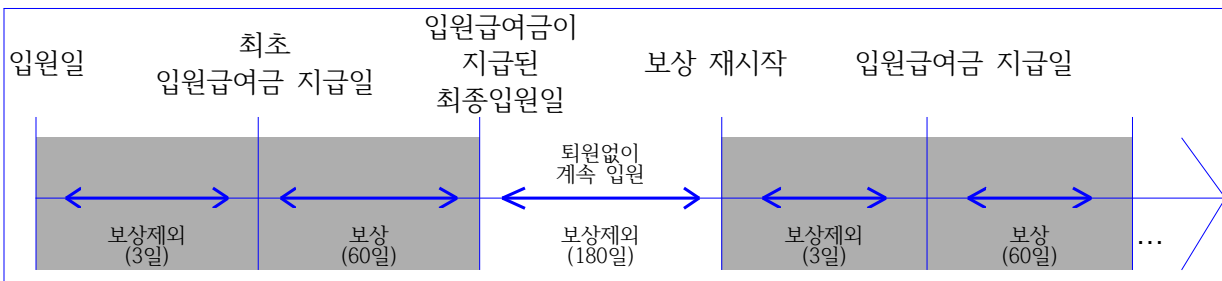 입원일
최초
입원급여금 지급일
입원급여금이
지급된
최종입원일
보상 재시작
입원급여금 지급일
퇴원없이
계속 입원
보상제외
(3일)
보상
(60일)
보상제외
(180일)
보상제외
(3일)
보상
(60일)
...